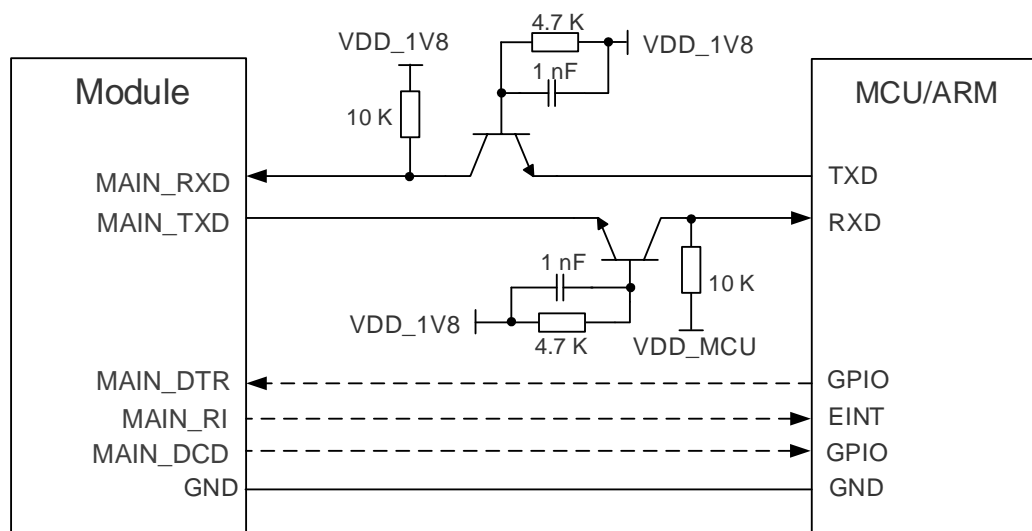 4.7 K
VDD_1V8
VDD_1V8
Module
1 nF
MCU/ARM
10 K
MAIN_RXD
TXD
MAIN_TXD
RXD
1 nF
10 K
VDD_1V8
4.7 K
VDD_MCU
MAIN_DTR
GPIO
MAIN_RI
EINT
MAIN_DCD
GPIO
GND
GND